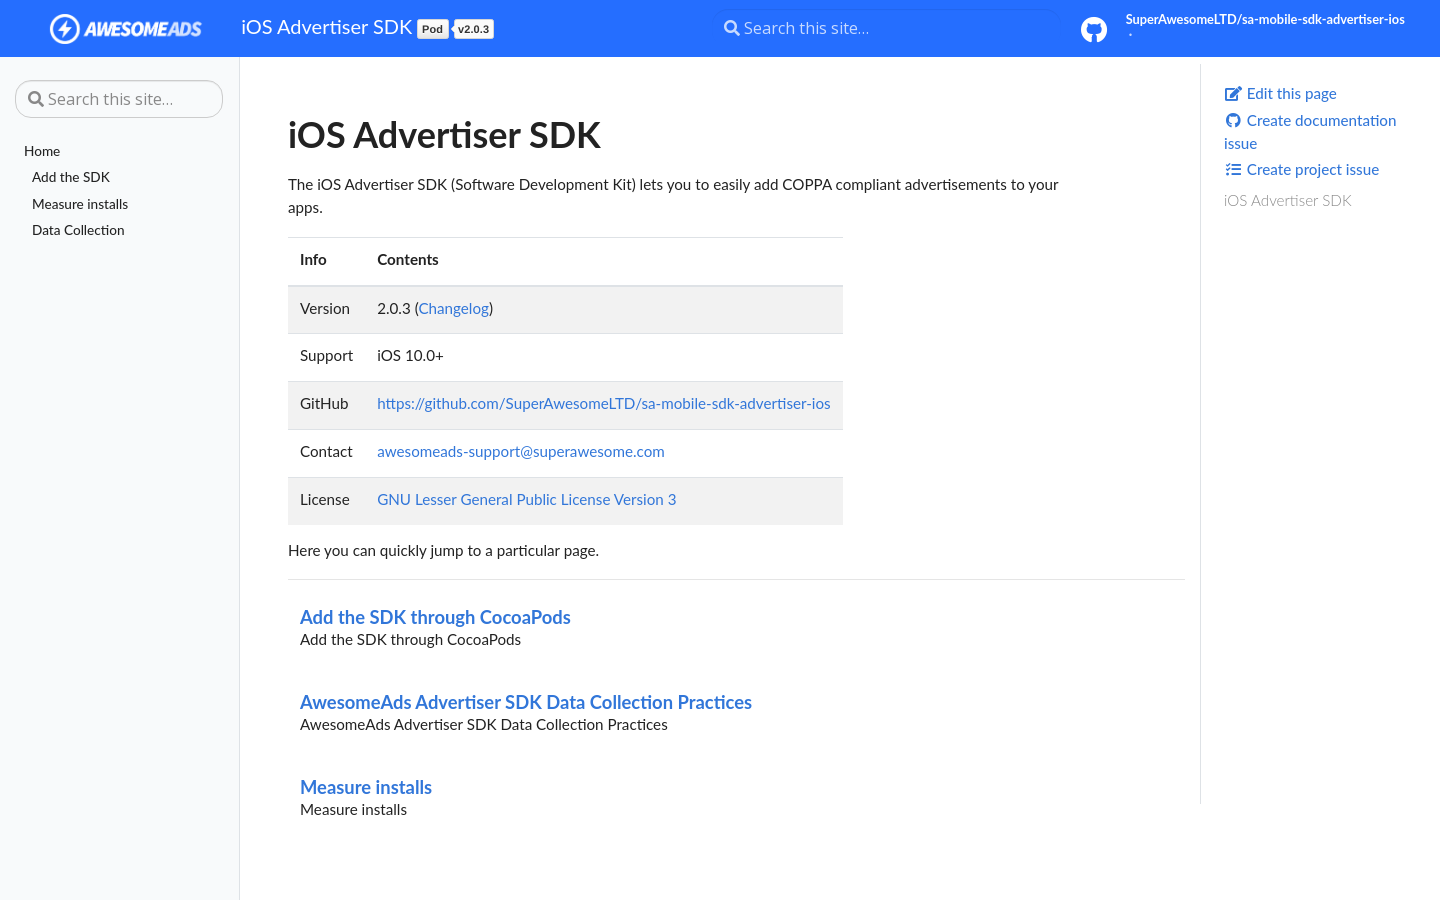 AWESOMEADS
iOS Advertiser SDK Pod v2.0.3
Search this site…
SuperAwesomeLTD/sa-mobile-sdk-advertiser-ios
Search this site…
Home
Add the SDK
Measure installs
Data Collection
iOS Advertiser SDK
The iOS Advertiser SDK (Software Development Kit) lets you to easily add COPPA compliant advertisements to your
apps.
Info Contents
Version 2.0.3 (Changelog)
Support iOS 10.0+
GitHub https://github.com/SuperAwesomeLTD/sa-mobile-sdk-advertiser-ios
Contact awesomeads-support@superawesome.com
License GNU Lesser General Public License Version 3
Here you can quickly jump to a particular page.
Add the SDK through CocoaPods
Add the SDK through CocoaPods
AwesomeAds Advertiser SDK Data Collection Practices
AwesomeAds Advertiser SDK Data Collection Practices
Measure installs
Measure installs
Edit this page
Create documentation
issue
Create project issue
iOS Advertiser SDK